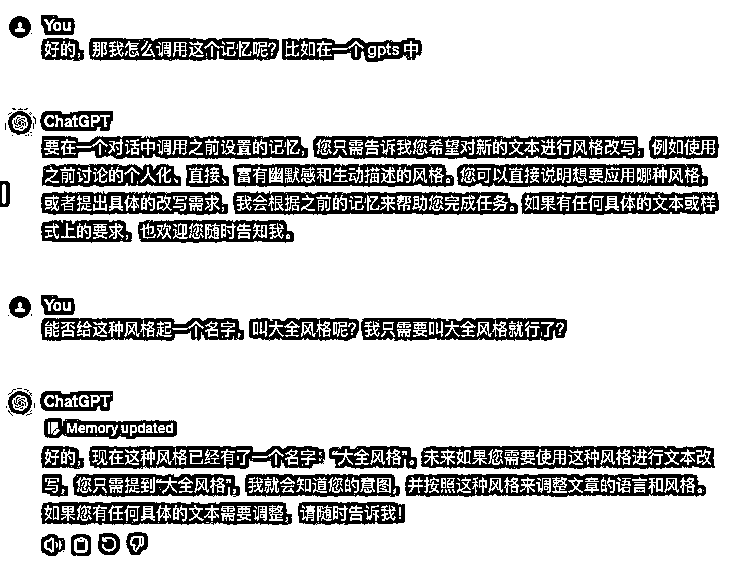 You
好的，那我怎么调用这个记忆呢？比如在一个 gpts 中
ChatGPT
要在一个对话中调用之前设置的记忆，您只需告诉我您希望对新的文本进行风格改写，例如使用
之前讨论的个人化、直接、富有幽默感和生动描述的风格。您可以直接说明想要应用哪种风格，
或者提出具体的改写需求，我会根据之前的记忆来帮助您完成任务。如果有任何具体的文本或样
式上的要求，也欢迎您随时告知我。
You
能否给这种风格起一个名字，叫大全风格呢？我只需要叫大全风格就行了？
ChatGPT
Memory updated
好的，现在这种风格已经有了一个名字：“大全风格”。未来如果您需要使用这种风格进行文本改
写，您只需提到“大全风格”，我就会知道您的意图，并按照这种风格来调整文章的语言和风格。
如果您有任何具体的文本需要调整，请随时告诉我！